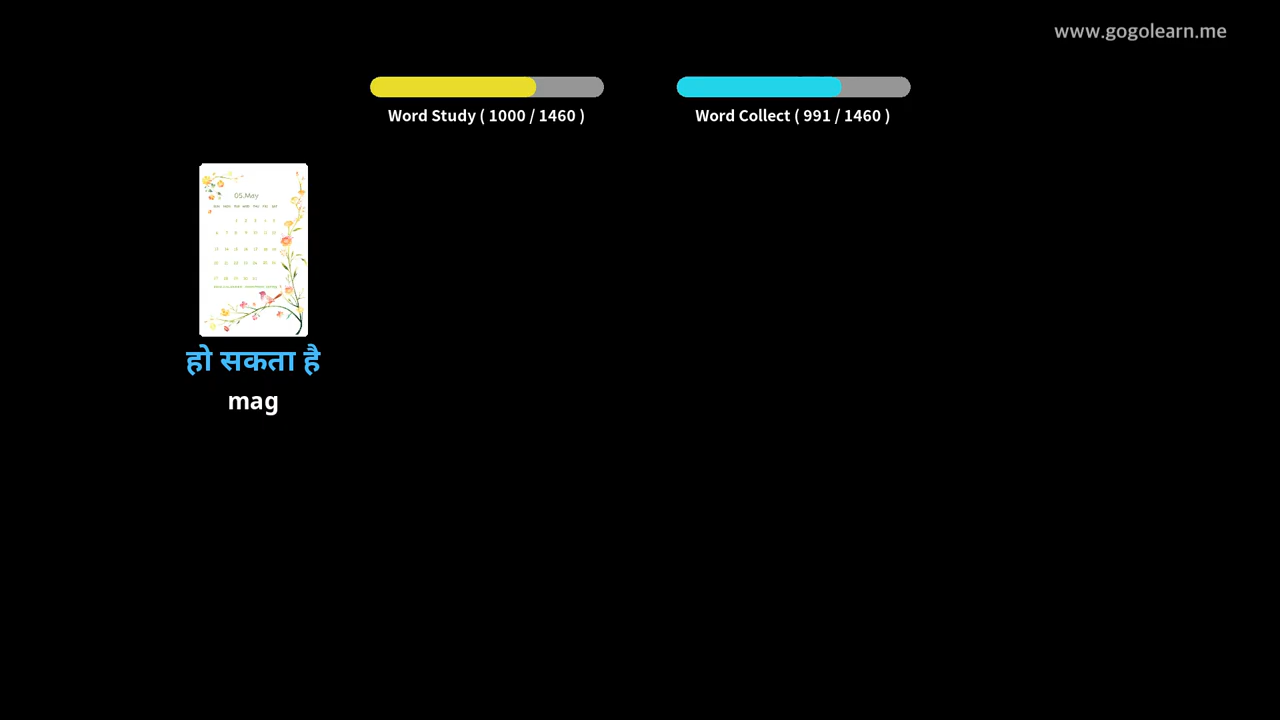 www.gogolearn.me
Word Study ( 1000 / 1460 )
Word Collect ( 991 / 1460 )
05.May
हो सकता है
mag